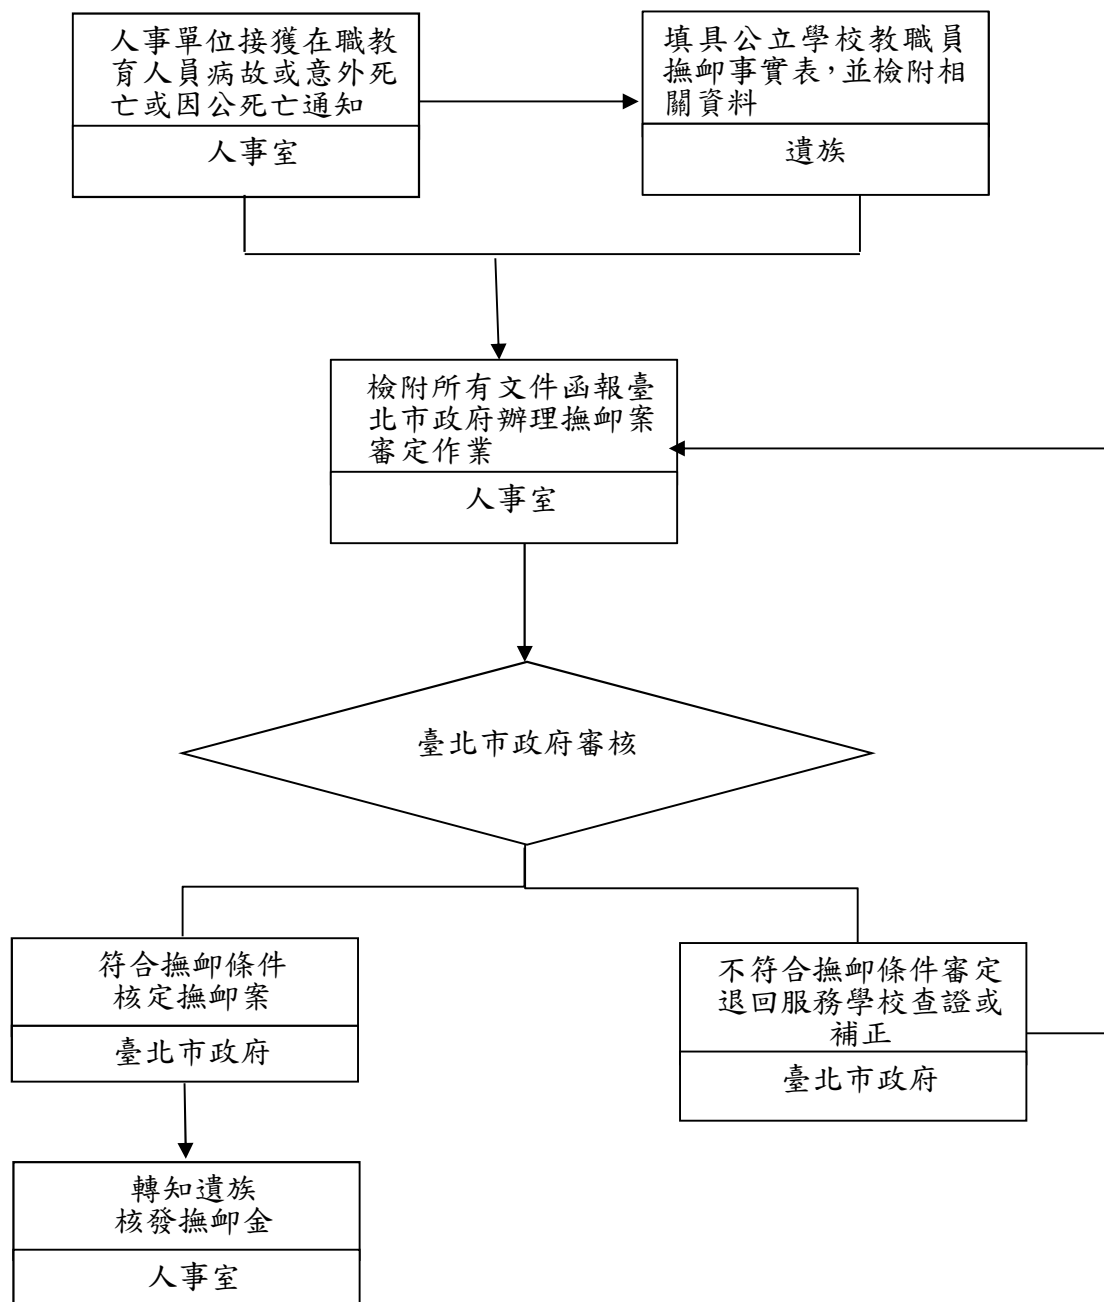 人事單位接獲在職教
育人員病故或意外死
亡或因公死亡通知
人事室
填具公立學校教職員
撫卹事實表,並檢附相
關資料
遺族
檢附所有文件函報臺
北市政府辦理撫卹案
審定作業
人事室
臺北市政府審核
符合撫卹條件
核定撫卹案
臺北市政府
不符合撫卹條件審定
退回服務學校查證或
補正
臺北市政府
轉知遺族
核發撫卹金
人事室